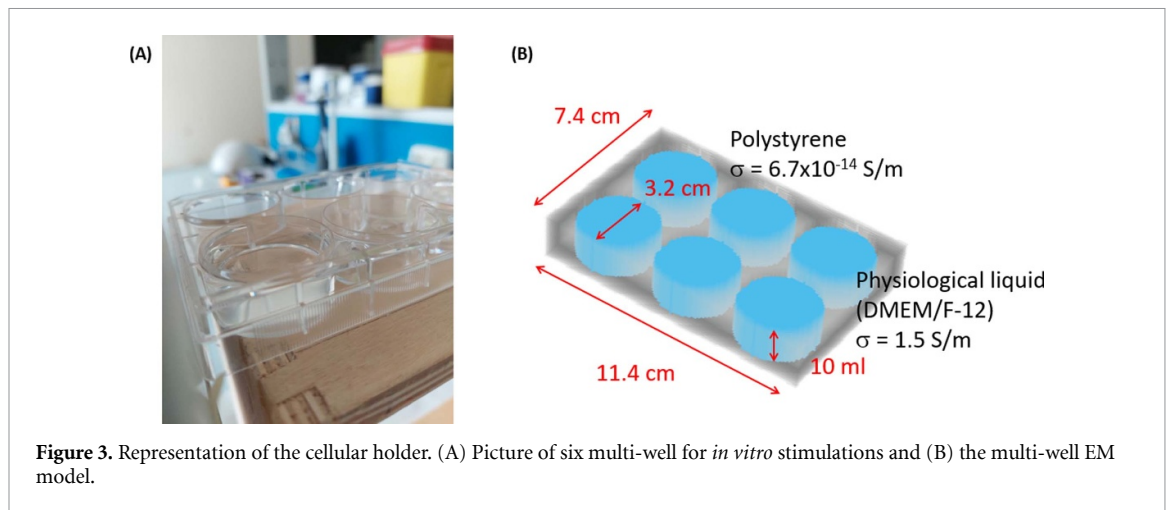 (A)
(B)
7.4 cm
Polystyrene
σ = 6.7x10⁻¹⁴ S/m
3.2 cm
Physiological liquid
(DMEM/F-12)
σ = 1.5 S/m
10 ml
11.4 cm
Figure 3. Representation of the cellular holder. (A) Picture of six multi-well for in vitro stimulations and (B) the multi-well EM
model.